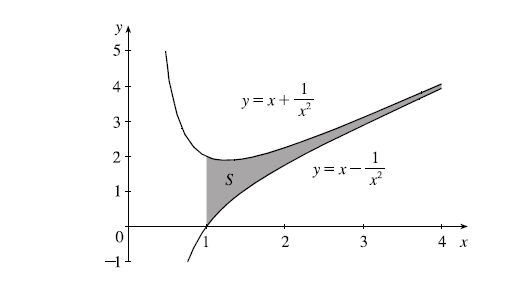 y
5
4
y = x + 1/x²
3
2
y = x − 1/x²
S
1
0
1 2 3 4 x
−1